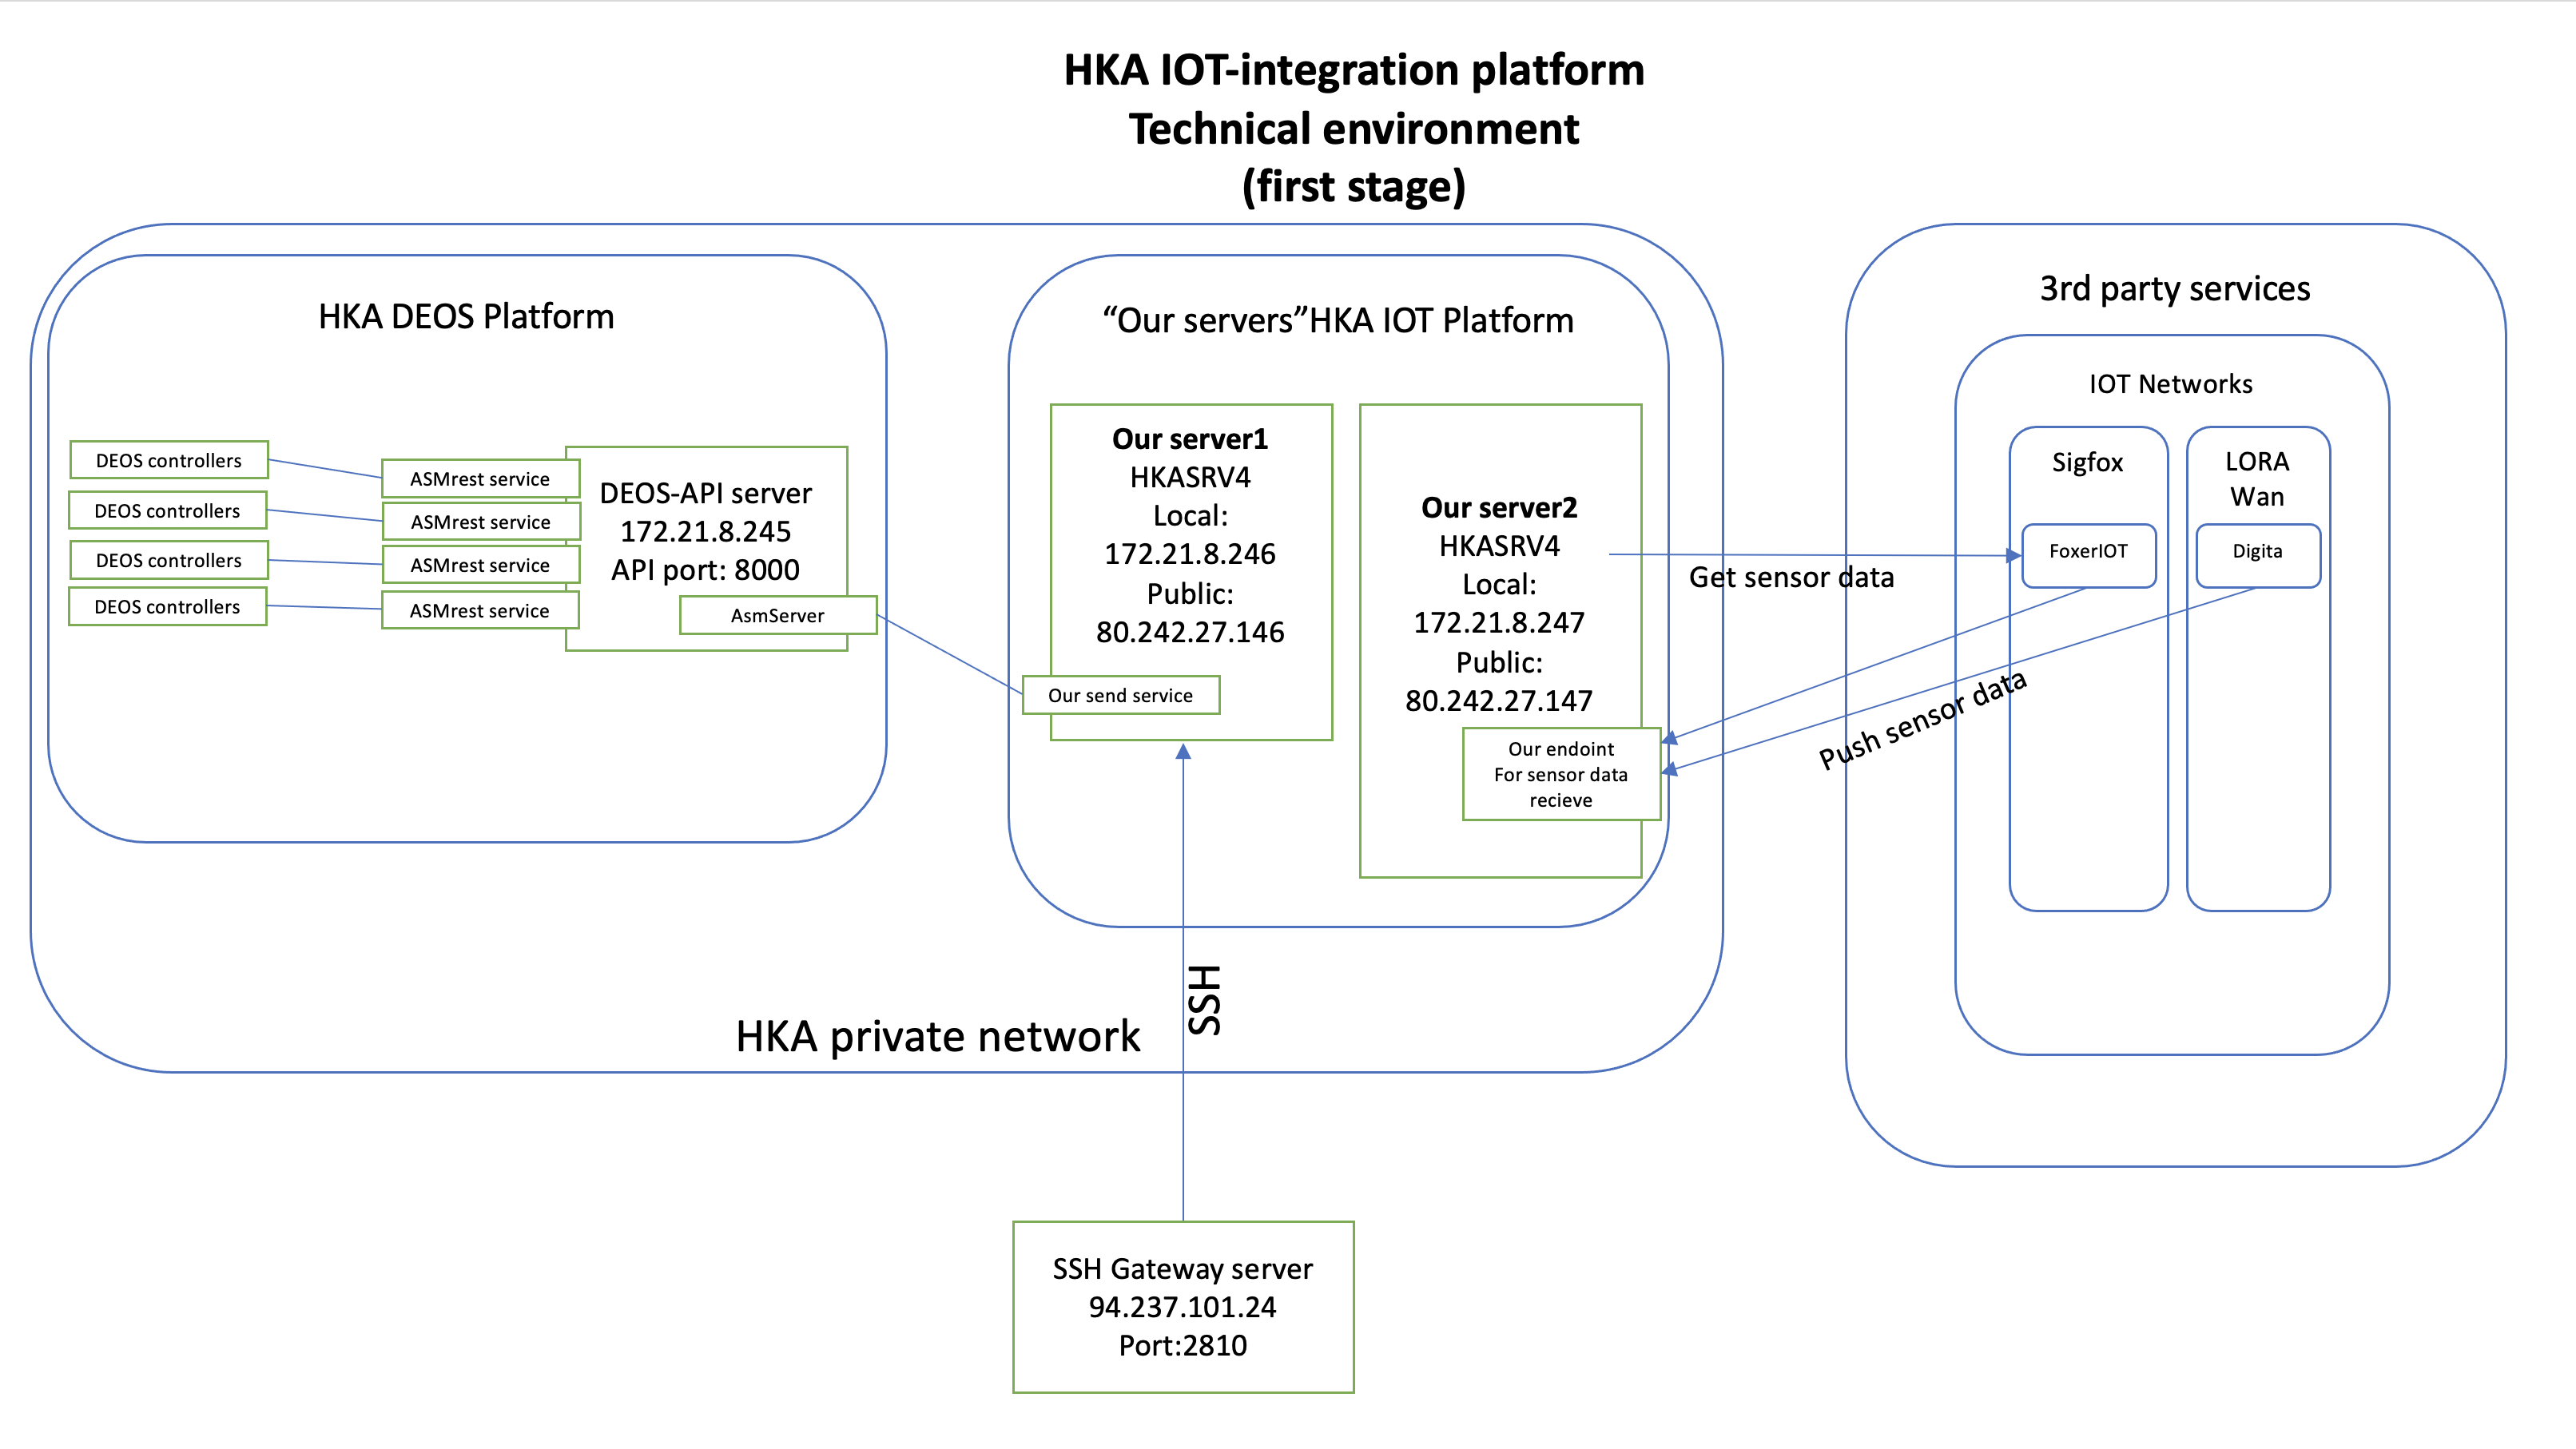 HKA IOT-integration platform
Technical environment
(first stage)
HKA DEOS Platform
DEOS controllers
DEOS controllers
DEOS controllers
DEOS controllers
ASMrest service
ASMrest service
ASMrest service
ASMrest service
DEOS-API server
172.21.8.245
API port: 8000
AsmServer
“Our servers”HKA IOT Platform
Our server1
HKASRV4
Local:
172.21.8.246
Public:
80.242.27.146
Our send service
Our server2
HKASRV4
Local:
172.21.8.247
Public:
80.242.27.147
Our endoint
For sensor data
recieve
Get sensor data
Push sensor data
3rd party services
IOT Networks
Sigfox
FoxerIOT
LORA
Wan
Digita
HKA private network
SSH
SSH Gateway server
94.237.101.24
Port:2810